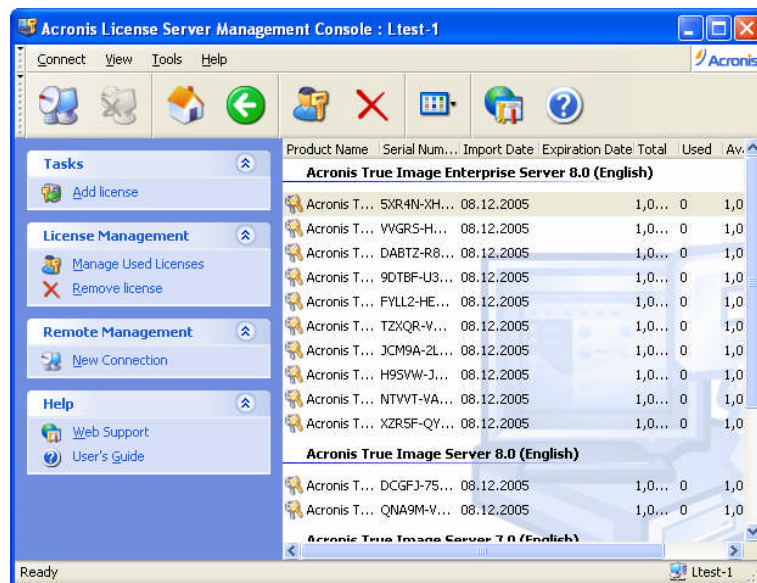 Acronis License Server Management Console : Ltest-1
Connect View Tools Help
Acronis
Tasks
Add license
License Management
Manage Used Licenses
Remove license
Remote Management
New Connection
Help
Web Support
User's Guide
Product Name Serial Num... Import Date Expiration Date Total Used Av
Acronis True Image Enterprise Server 8.0 (English)
Acronis T... 5XR4N-XH... 08.12.2005 1,0... 0 1,0
Acronis T... VVGRS-H... 08.12.2005 1,0... 0 1,0
Acronis T... DABTZ-R8... 08.12.2005 1,0... 0 1,0
Acronis T... 9DTBF-U3... 08.12.2005 1,0... 0 1,0
Acronis T... FYLL2-HE... 08.12.2005 1,0... 0 1,0
Acronis T... TZXQR-V... 08.12.2005 1,0... 0 1,0
Acronis T... JCM9A-2L... 08.12.2005 1,0... 0 1,0
Acronis T... H9SVW-J... 08.12.2005 1,0... 0 1,0
Acronis T... NTVVT-VA... 08.12.2005 1,0... 0 1,0
Acronis T... XZR5F-QY... 08.12.2005 1,0... 0 1,0
Acronis True Image Server 8.0 (English)
Acronis T... DCGFJ-75... 08.12.2005 1,0... 0 1,0
Acronis T... QNA9M-V... 08.12.2005 1,0... 0 1,0
Acronis True Image Server 7.0 (English)
Ready
Ltest-1